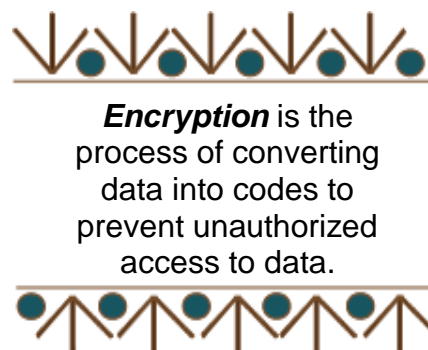 Encryption is the
process of converting
data into codes to
prevent unauthorized
access to data.